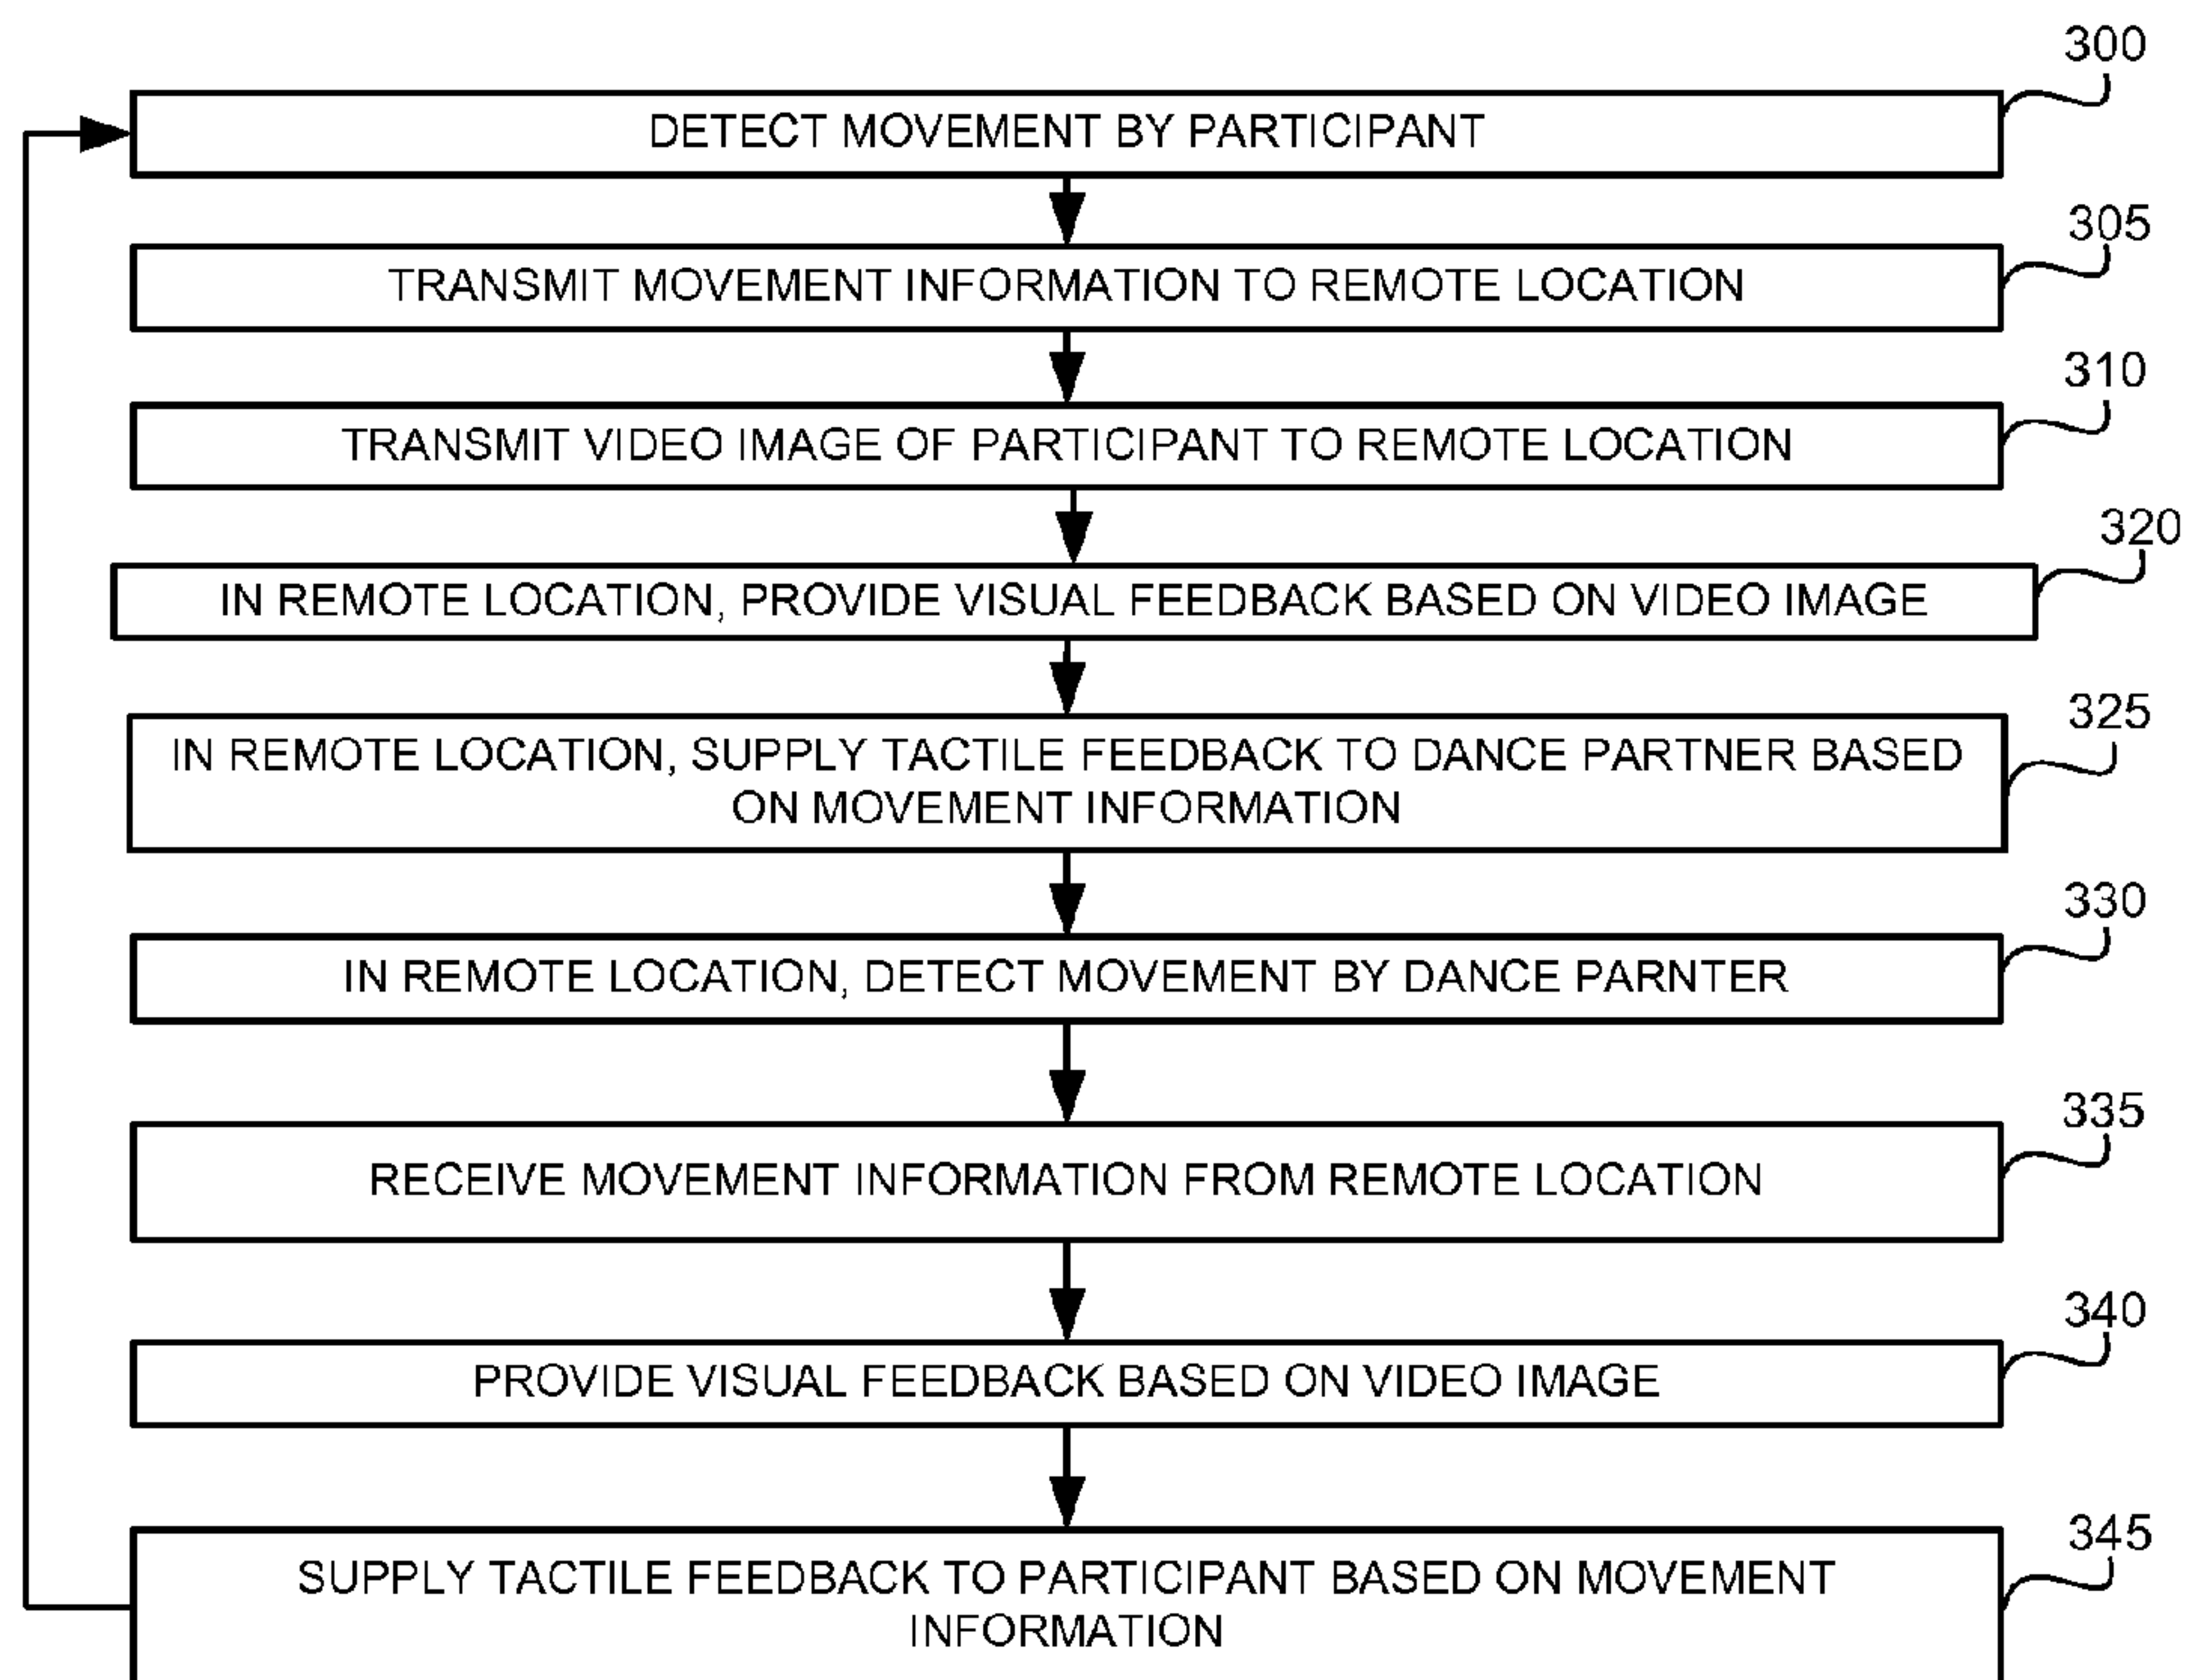 300
DETECT MOVEMENT BY PARTICIPANT
305
TRANSMIT MOVEMENT INFORMATION TO REMOTE LOCATION
310
TRANSMIT VIDEO IMAGE OF PARTICIPANT TO REMOTE LOCATION
320
IN REMOTE LOCATION, PROVIDE VISUAL FEEDBACK BASED ON VIDEO IMAGE
325
IN REMOTE LOCATION, SUPPLY TACTILE FEEDBACK TO DANCE PARTNER BASED
ON MOVEMENT INFORMATION
330
IN REMOTE LOCATION, DETECT MOVEMENT BY DANCE PARNTER
335
RECEIVE MOVEMENT INFORMATION FROM REMOTE LOCATION
340
PROVIDE VISUAL FEEDBACK BASED ON VIDEO IMAGE
345
SUPPLY TACTILE FEEDBACK TO PARTICIPANT BASED ON MOVEMENT
INFORMATION